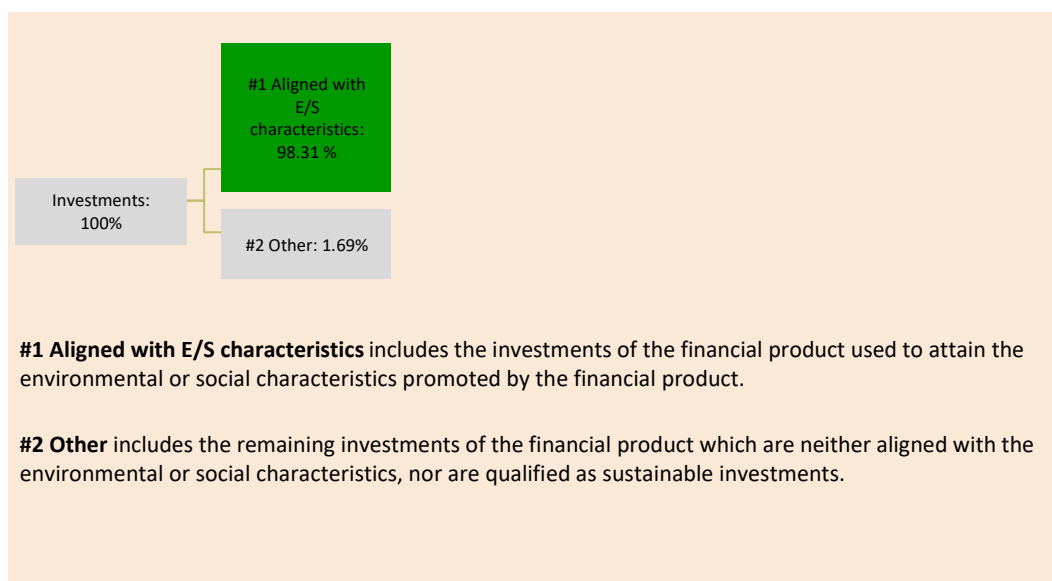 #1 Aligned with
E/S
characteristics:
98.31 %
Investments:
100%
#2 Other: 1.69%
#1 Aligned with E/S characteristics includes the investments of the financial product used to attain the
environmental or social characteristics promoted by the financial product.
#2 Other includes the remaining investments of the financial product which are neither aligned with the
environmental or social characteristics, nor are qualified as sustainable investments.